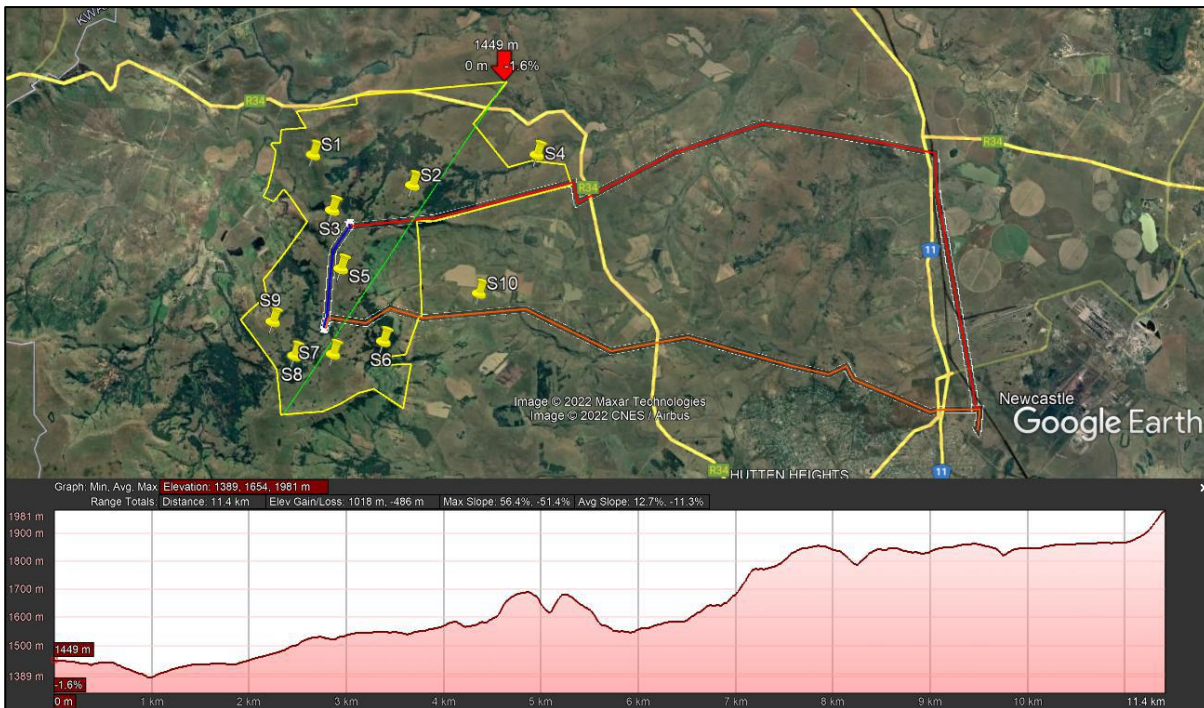 KWA
1449 m
0 m -1.6%
R34
S1
S4
S2
R34
R34
S3
11
S5
S10
S9
S7
S6
S8
Image © 2022 Maxar Technologies
Image © 2022 CNES / Airbus
Newcastle
Google Earth
R34
HUTTEN HEIGHTS
11
Graph: Min, Avg, Max Elevation: 1389, 1654, 1981 m
Range Totals: Distance: 11.4 km Elev Gain/Loss: 1018 m, -486 m Max Slope: 56.4%, -51.4% Avg Slope: 12.7%, -11.3%
1981 m
1900 m
1800 m
1700 m
1600 m
1500 m
1449 m
1389 m
-1.6%
0 m 1 km 2 km 3 km 4 km 5 km 6 km 7 km 8 km 9 km 10 km 11.4 km